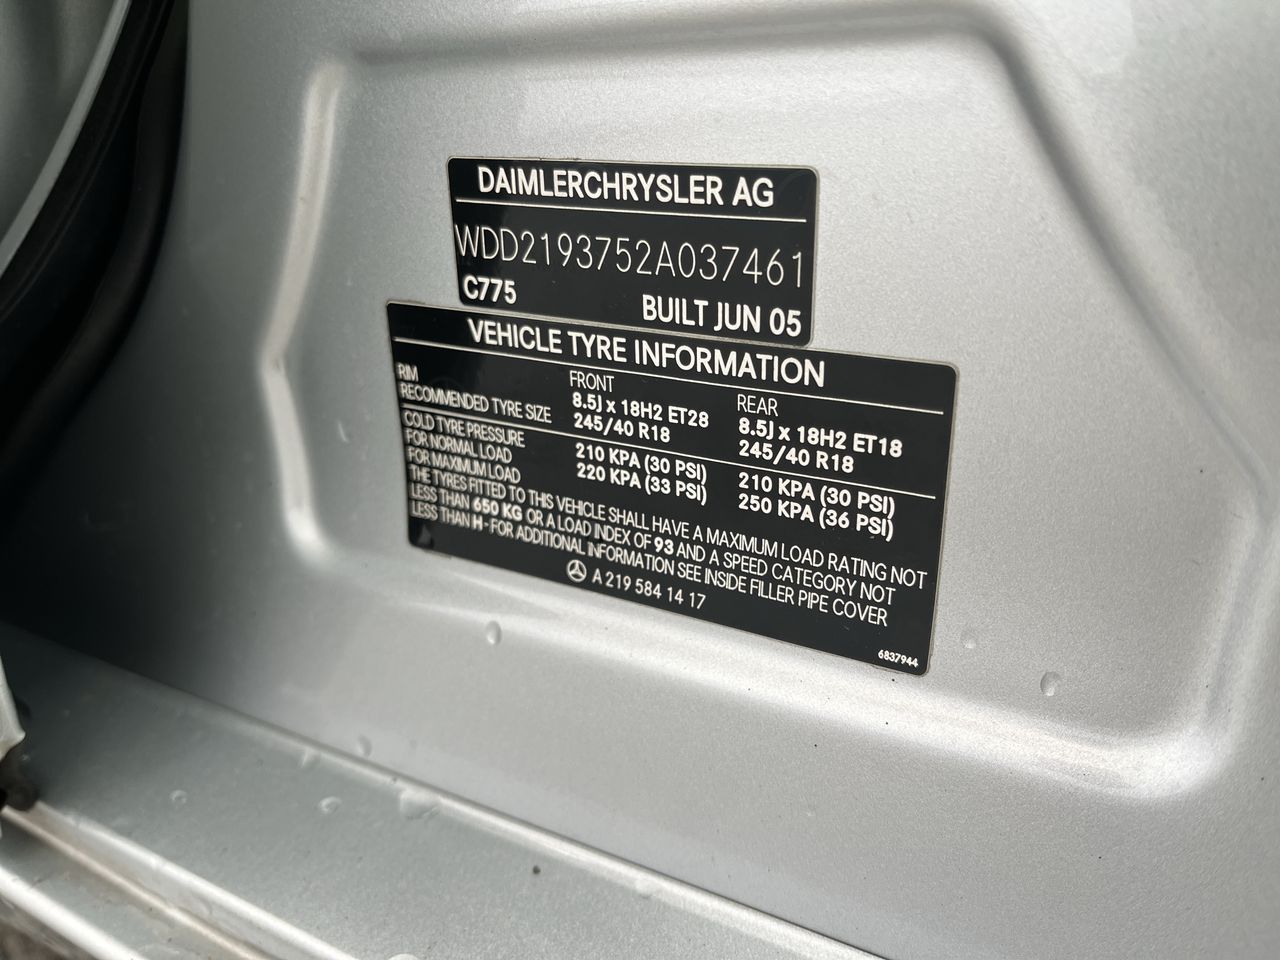 DAIMLERCHRYSLER AG
WDD2193752A037461
C775 BUILT JUN 05
VEHICLE TYRE INFORMATION
FRONT REAR
RIM 8.5J x 18H2 ET28 8.5J x 18H2 ET18
RECOMMENDED TYRE SIZE 245/40 R18 245/40 R18
COLD TYRE PRESSURE
FOR NORMAL LOAD 210 KPA (30 PSI) 210 KPA (30 PSI)
FOR MAXIMUM LOAD 220 KPA (33 PSI) 250 KPA (36 PSI)
THE TYRES FITTED TO THIS VEHICLE SHALL HAVE A MAXIMUM LOAD RATING NOT
LESS THAN 650 KG OR A LOAD INDEX OF 93 AND A SPEED CATEGORY NOT
LESS THAN H-FOR ADDITIONAL INFORMATION SEE INSIDE FILLER PIPE COVER
A 219 584 14 17
6837944